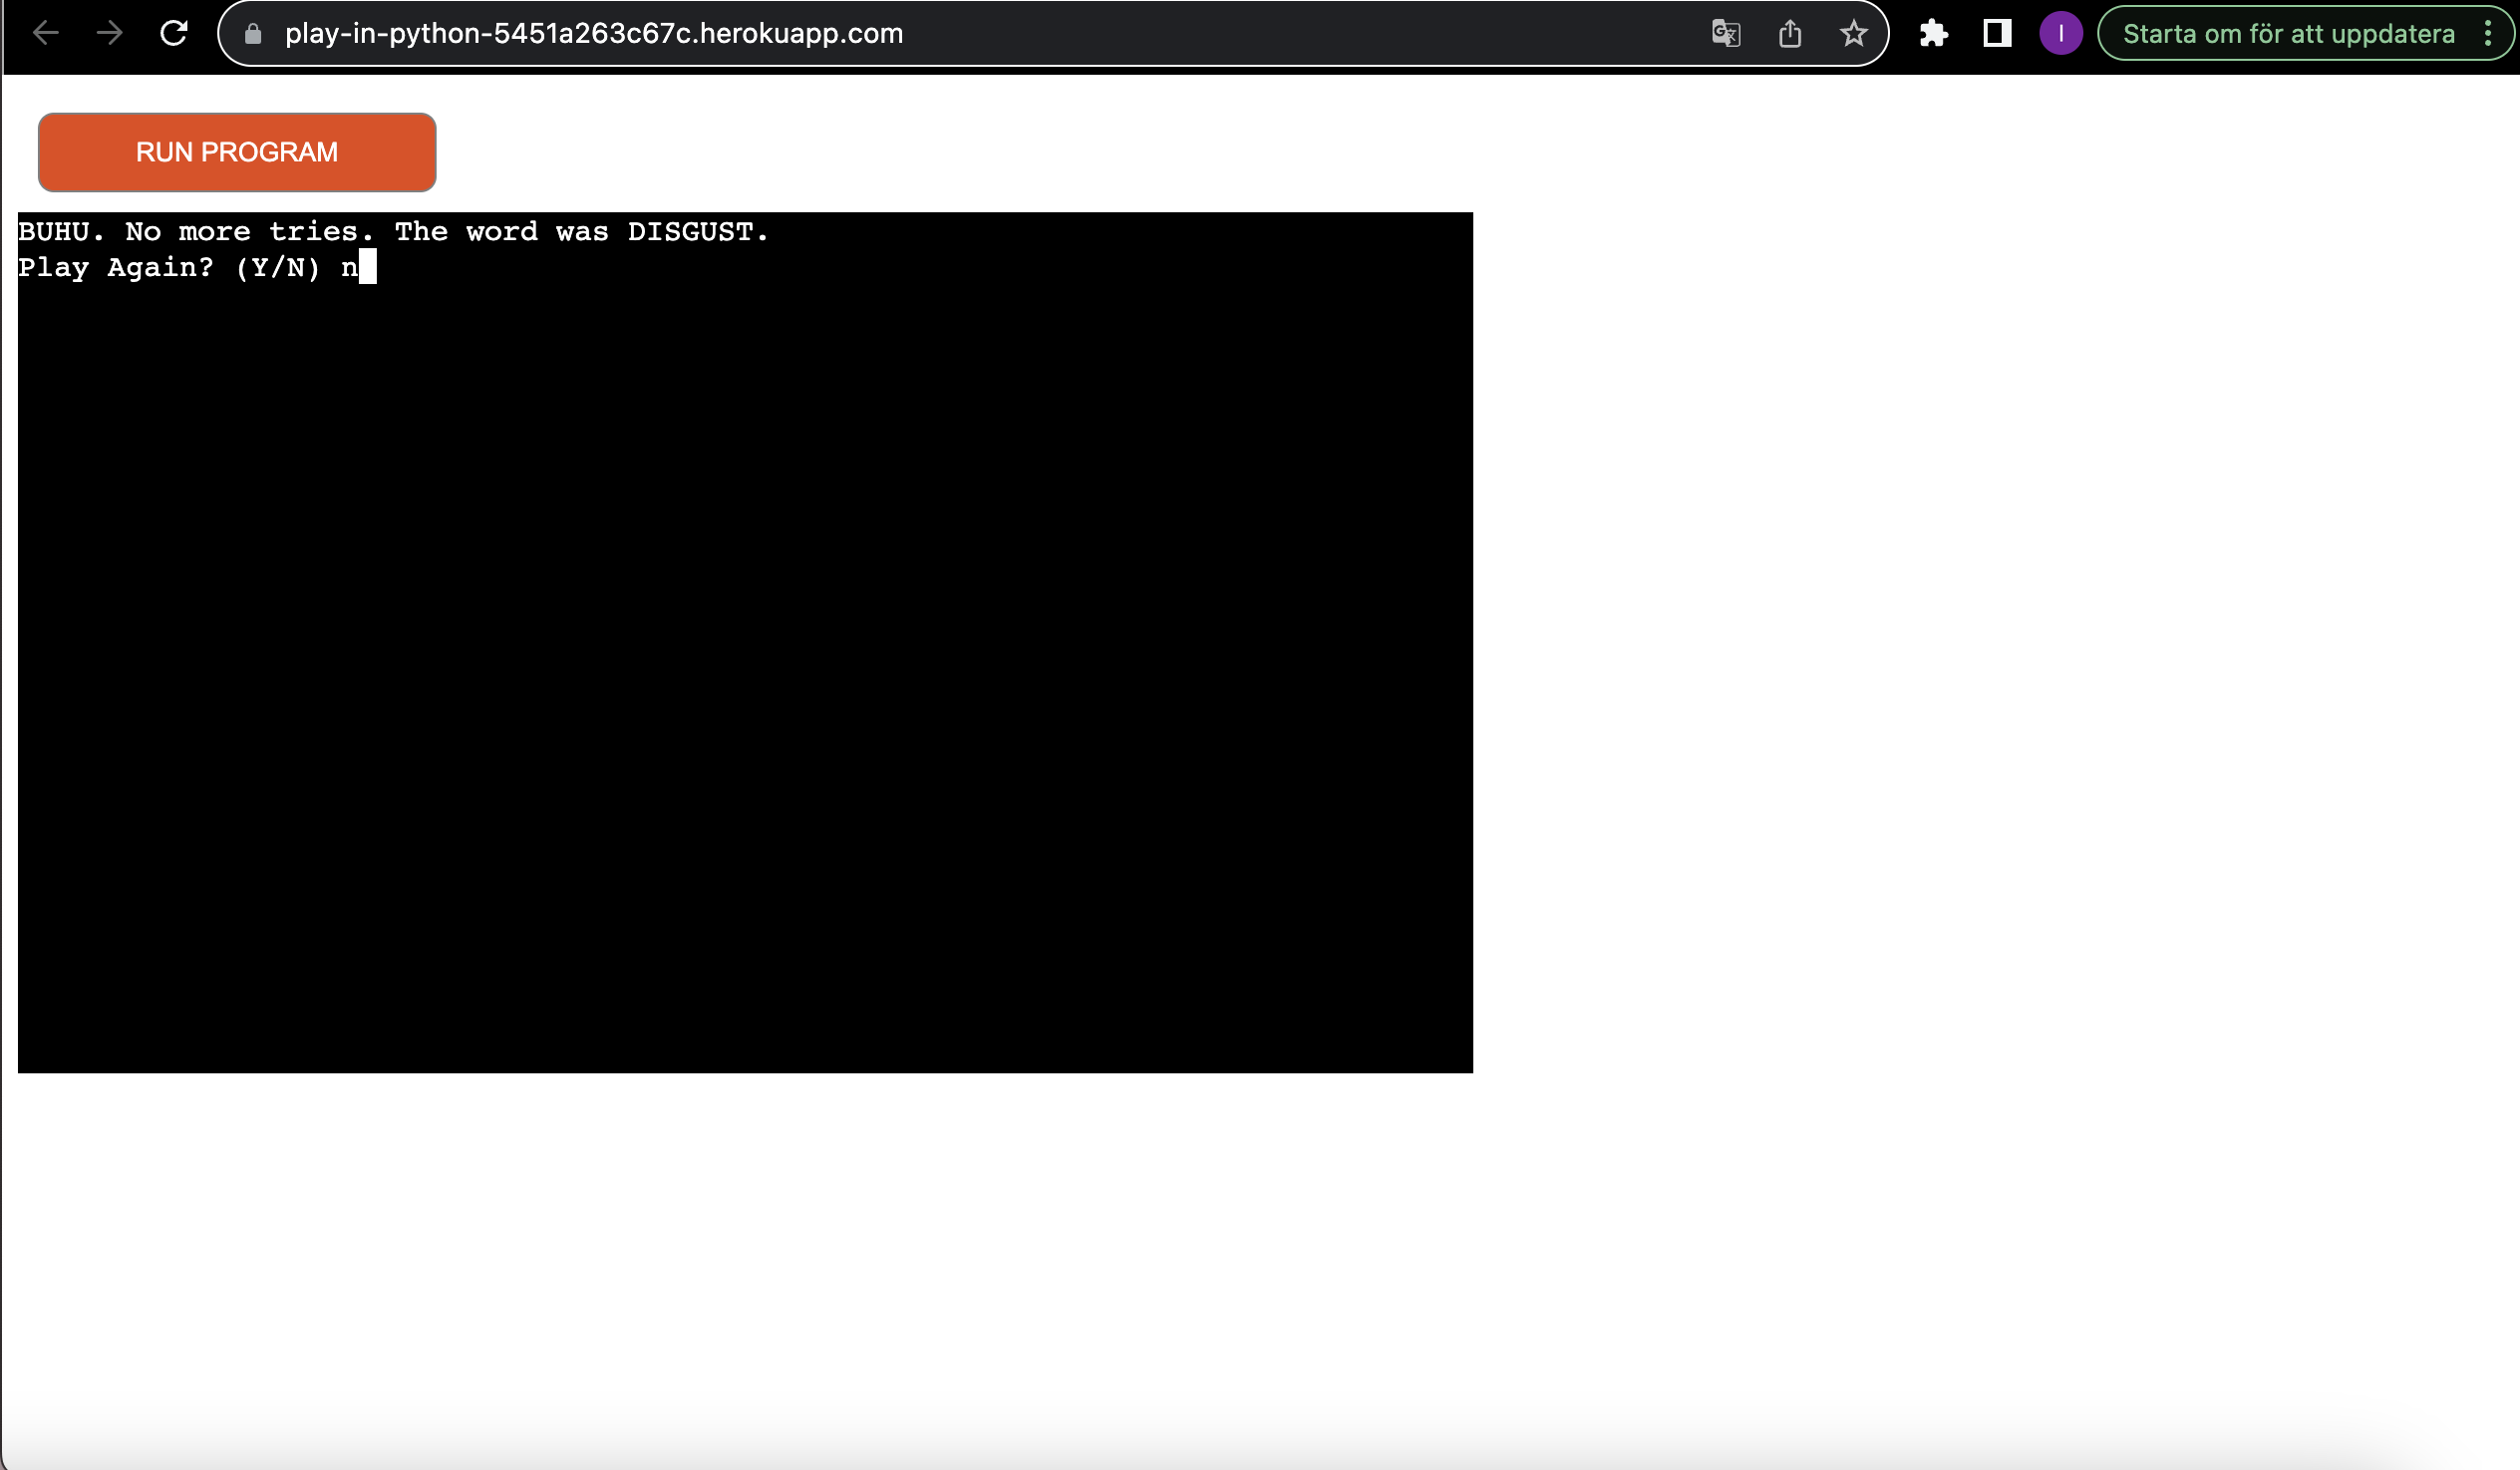 play-in-python-5451a263c67c.herokuapp.com
I
Starta om för att uppdatera
RUN PROGRAM
BUHU. No more tries. The word was DISGUST.
Play Again? (Y/N) n